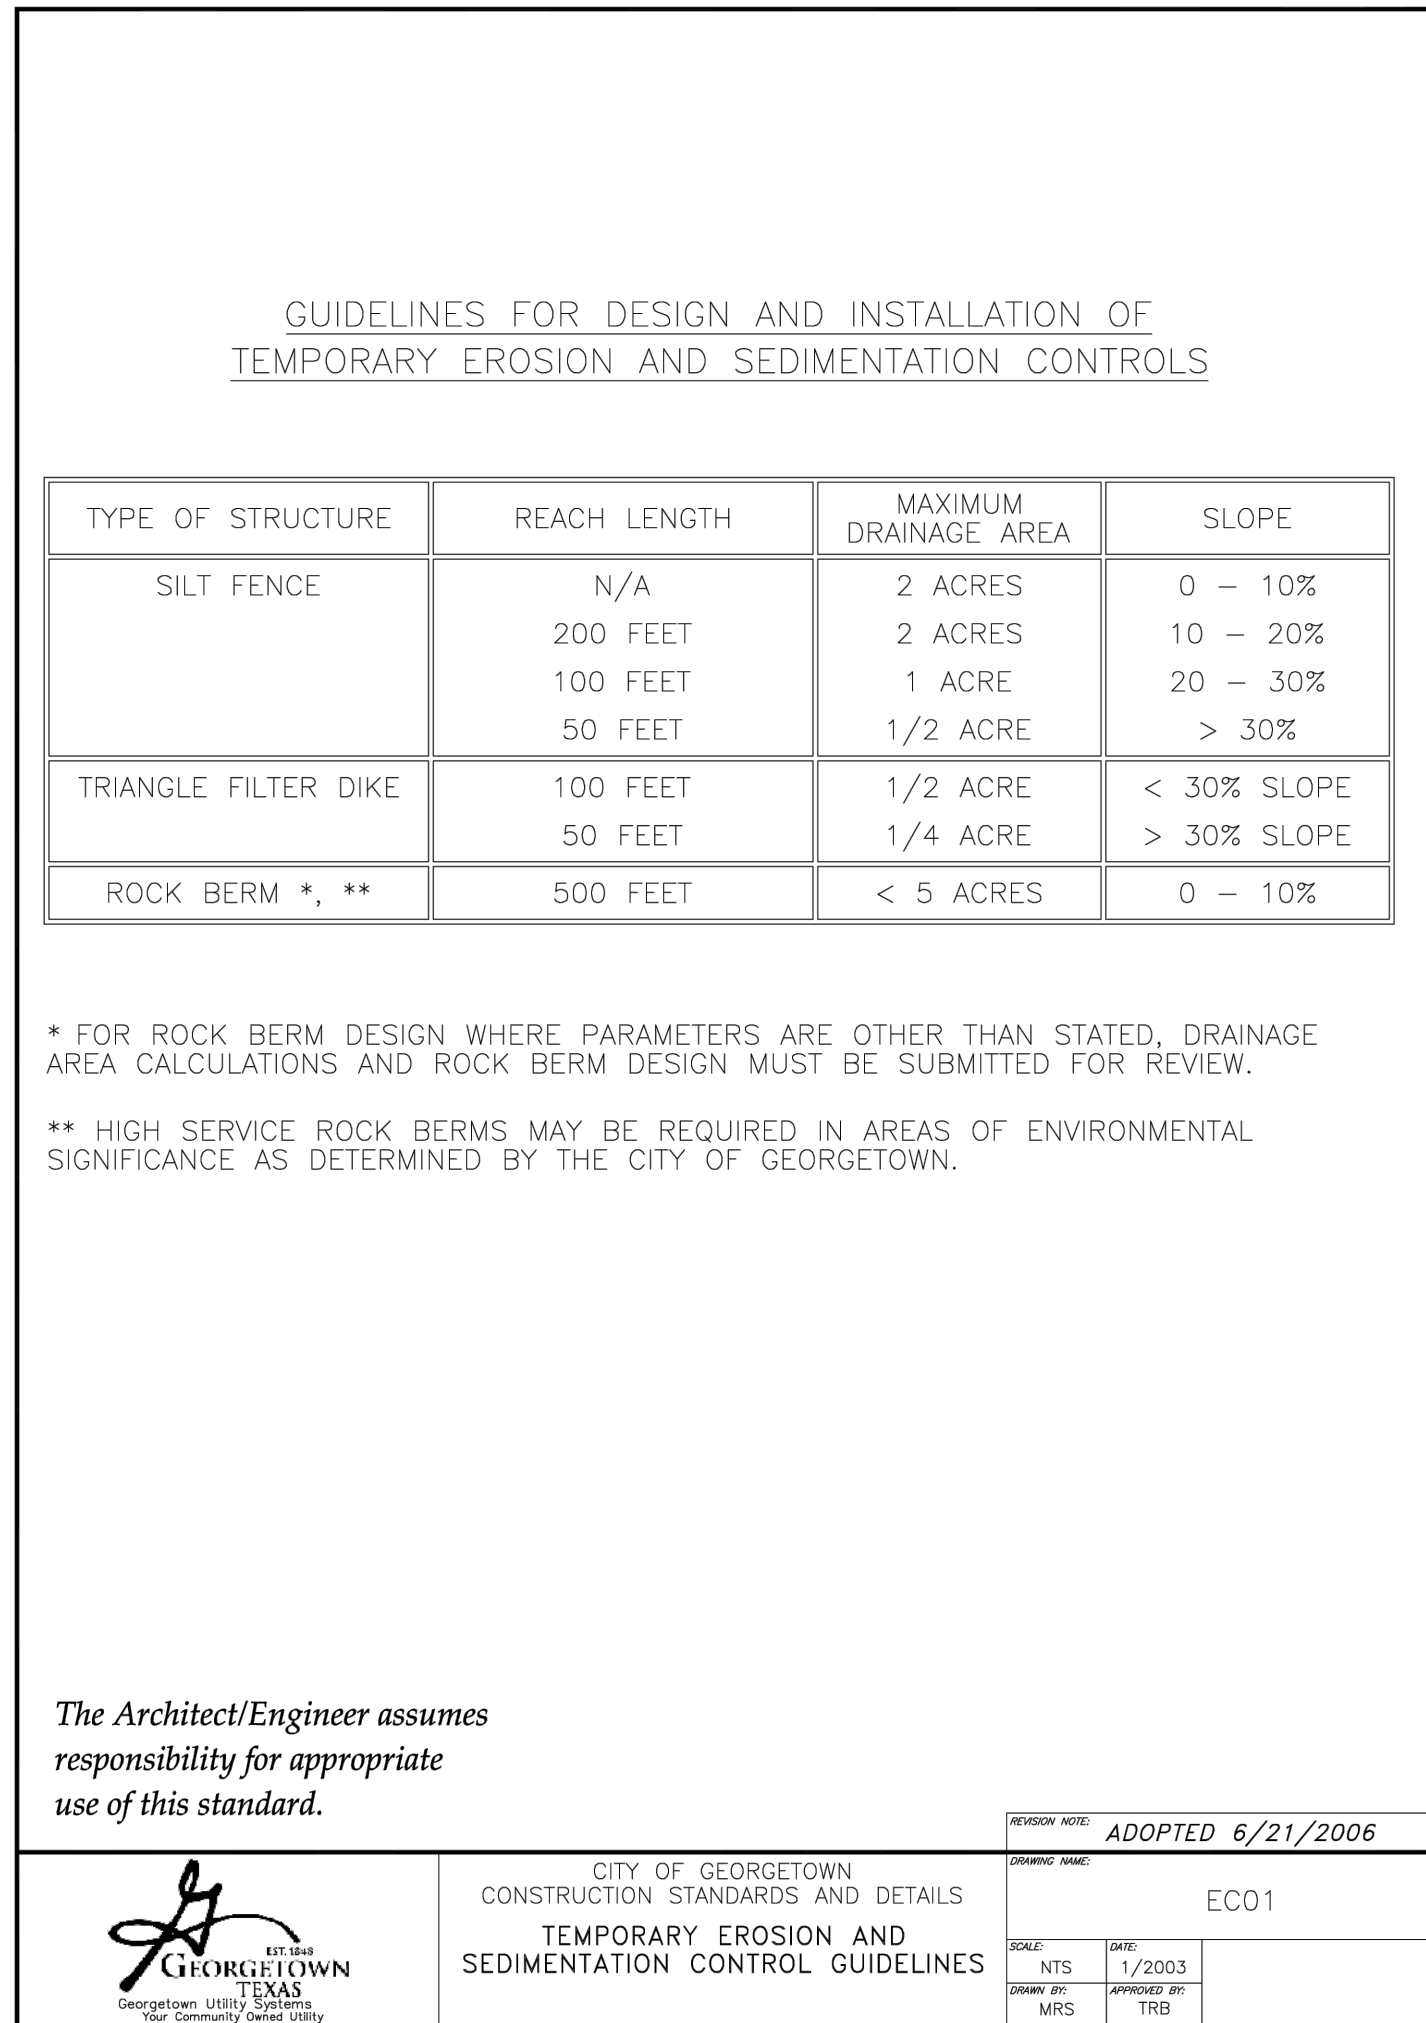 GUIDELINES FOR DESIGN AND INSTALLATION OF
TEMPORARY EROSION AND SEDIMENTATION CONTROLS
TYPE OF STRUCTURE REACH LENGTH MAXIMUM DRAINAGE AREA SLOPE
SILT FENCE N/A 2 ACRES 0 – 10%
200 FEET 2 ACRES 10 – 20%
100 FEET 1 ACRE 20 – 30%
50 FEET 1/2 ACRE > 30%
TRIANGLE FILTER DIKE 100 FEET 1/2 ACRE < 30% SLOPE
50 FEET 1/4 ACRE > 30% SLOPE
ROCK BERM *, ** 500 FEET < 5 ACRES 0 – 10%
* FOR ROCK BERM DESIGN WHERE PARAMETERS ARE OTHER THAN STATED, DRAINAGE
AREA CALCULATIONS AND ROCK BERM DESIGN MUST BE SUBMITTED FOR REVIEW.
** HIGH SERVICE ROCK BERMS MAY BE REQUIRED IN AREAS OF ENVIRONMENTAL
SIGNIFICANCE AS DETERMINED BY THE CITY OF GEORGETOWN.
The Architect/Engineer assumes
responsibility for appropriate
use of this standard.
REVISION NOTE: ADOPTED 6/21/2006
EST. 1848
GEORGETOWN
TEXAS
Georgetown Utility Systems
Your Community Owned Utility
CITY OF GEORGETOWN
CONSTRUCTION STANDARDS AND DETAILS
TEMPORARY EROSION AND
SEDIMENTATION CONTROL GUIDELINES
DRAWING NAME:
EC01
SCALE: DATE:
NTS 1/2003
DRAWN BY: APPROVED BY:
MRS TRB